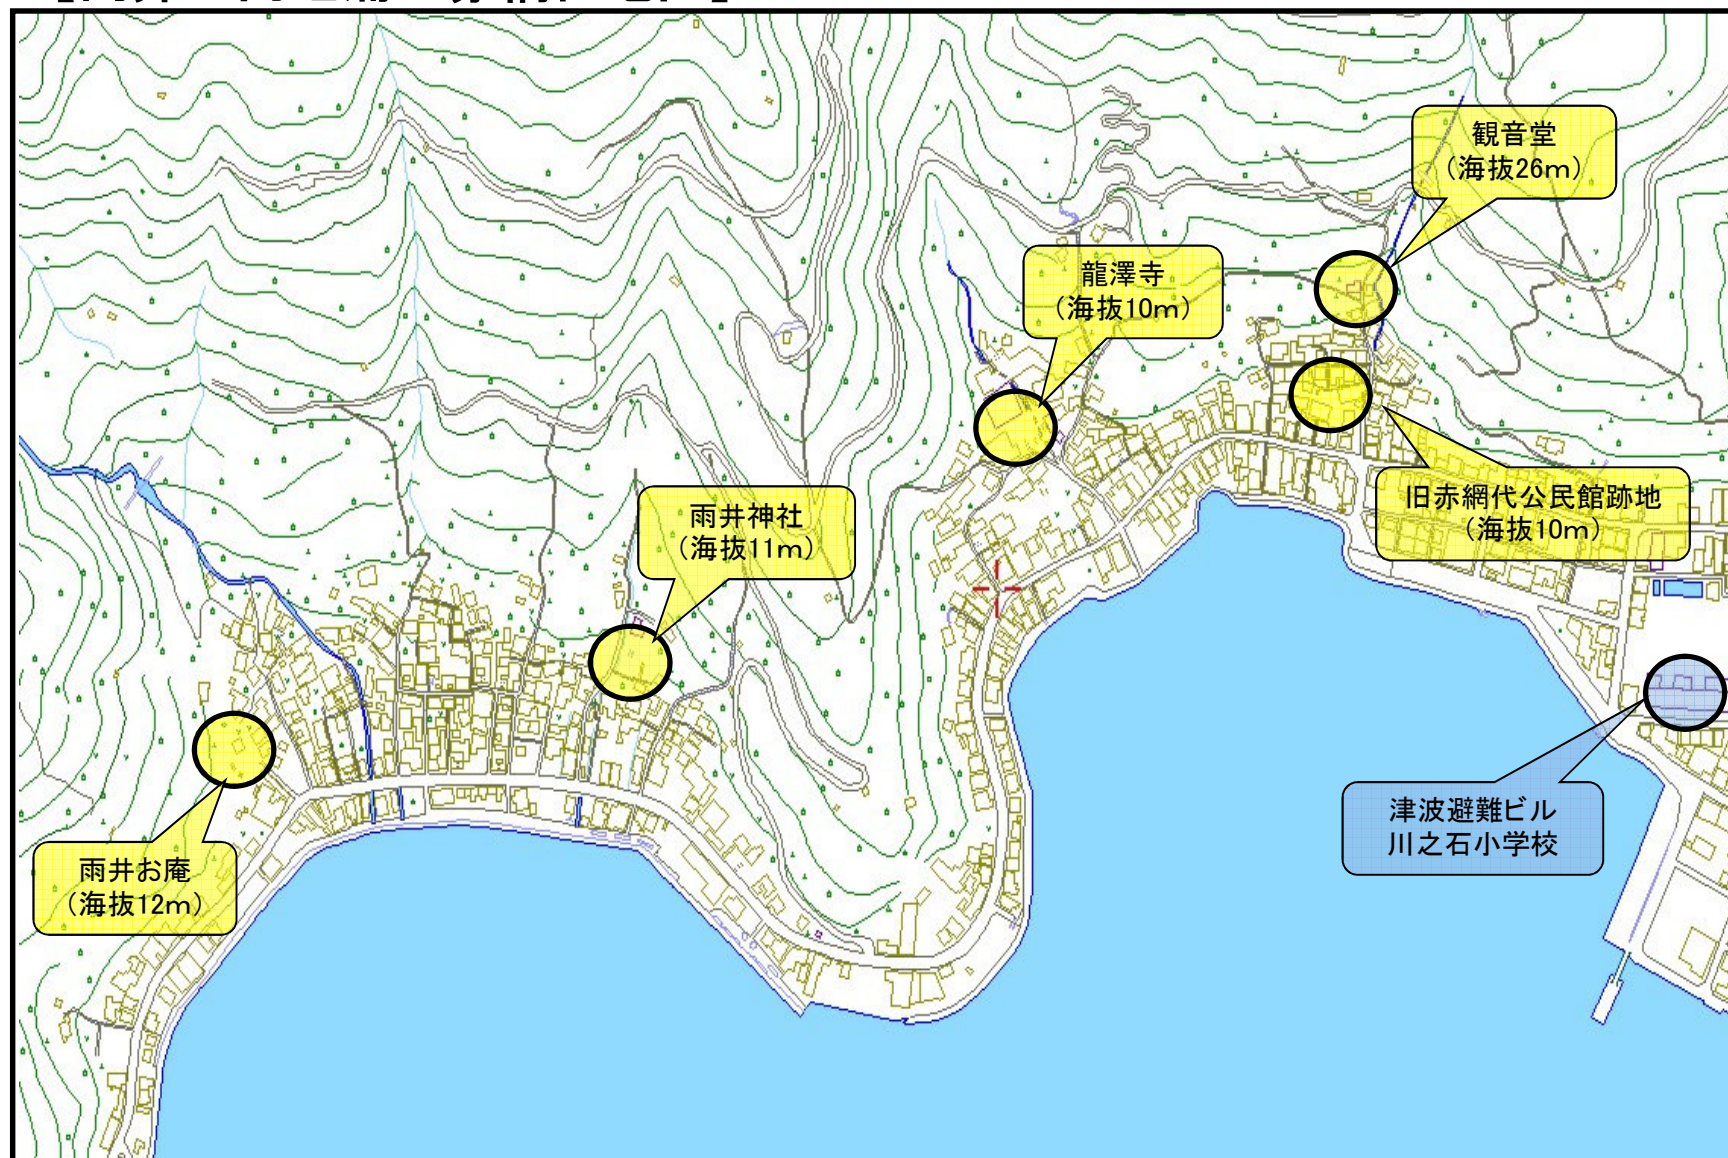 観音堂
（海抜26m）
龍澤寺
（海抜10m）
旧赤網代公民館跡地
（海抜10m）
雨井神社
（海抜11m）
津波避難ビル
川之石小学校
雨井お庵
（海抜12m）